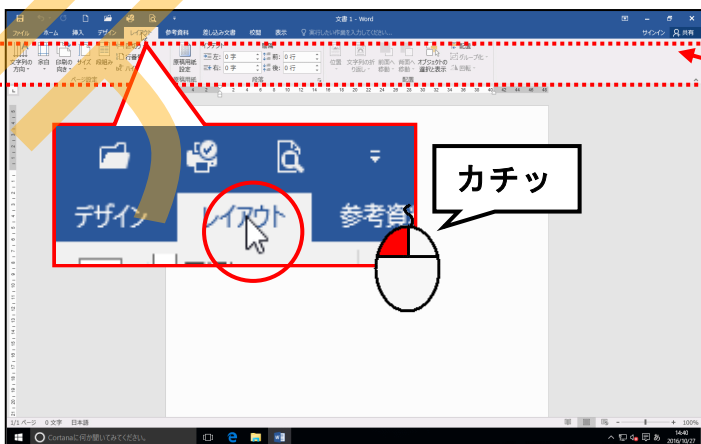 文書 1 - Word
ファイル ホーム 挿入 デザイン レイアウト 参考資料 差し込み文書 校閲 表示 実行したい作業を入力してください... サインイン 共有
文字列の 余白 印刷の サイズ 段組み 原稿用紙 左: 0 字 前: 0 行 位置 文字列の折 前面へ 背面へ オブジェクトの グループ化
方向 向き 設定 右: 0 字 後: 0 行 り返し 移動 移動 選択と表示 回転
ページ設定 原稿用紙 段落 配置
デザイン レイアウト 参考資
カチッ
1/1 ページ 0 文字 日本語 100%
Cortanaに何か聞いてみてください。 あ 14:40
2016/10/27